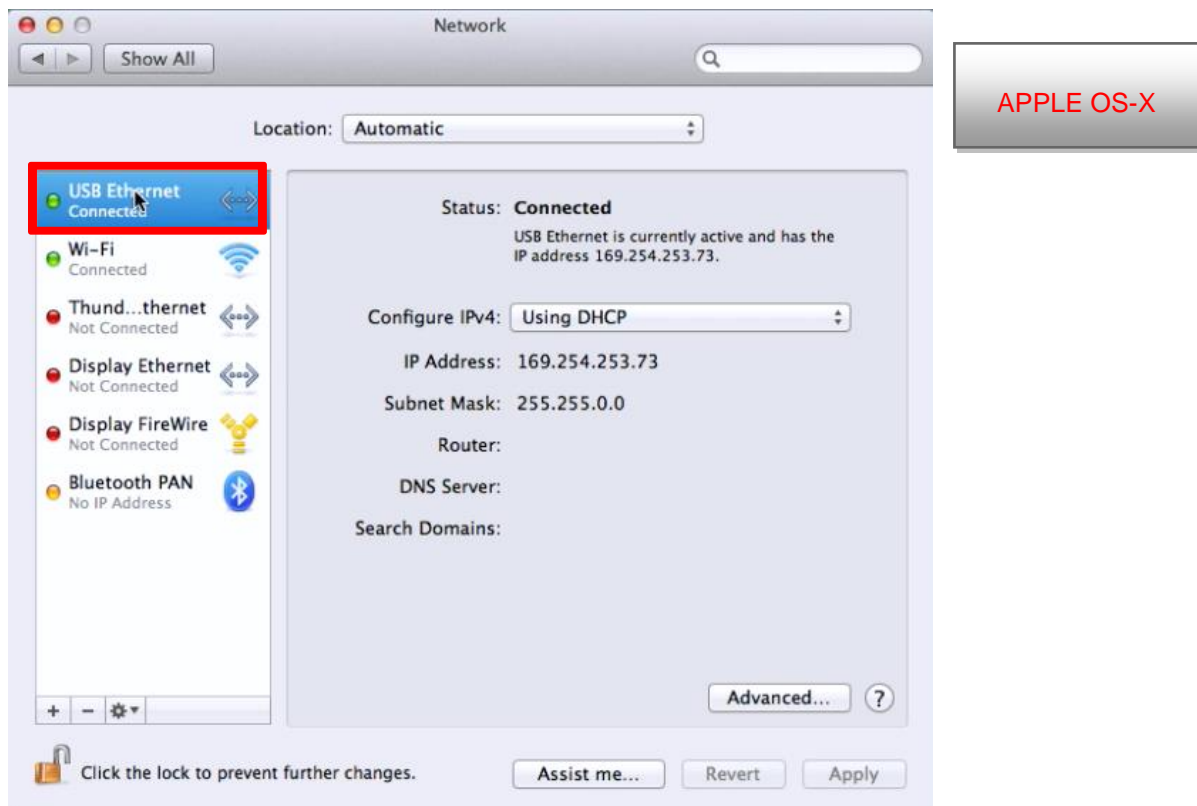 Network
Show All
APPLE OS-X
Location: Automatic
USB Ethernet
Connected
Wi-Fi
Connected
Thund...thernet
Not Connected
Display Ethernet
Not Connected
Display FireWire
Not Connected
Bluetooth PAN
No IP Address
Status: Connected
USB Ethernet is currently active and has the
IP address 169.254.253.73.
Configure IPv4: Using DHCP
IP Address: 169.254.253.73
Subnet Mask: 255.255.0.0
Router:
DNS Server:
Search Domains:
Advanced... ?
Click the lock to prevent further changes.
Assist me... Revert Apply